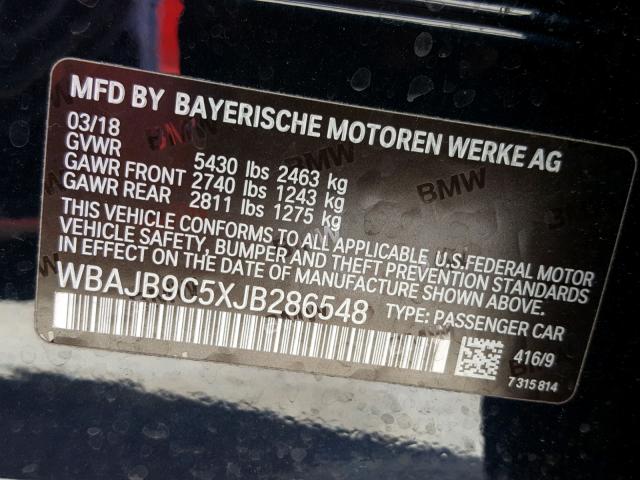 MFD BY BAYERISCHE MOTOREN WERKE AG
03/18
GVWR 5430 lbs 2463 kg
GAWR FRONT 2740 lbs 1243 kg
GAWR REAR 2811 lbs 1275 kg
THIS VEHICLE CONFORMS TO ALL APPLICABLE U.S.FEDERAL MOTOR
VEHICLE SAFETY, BUMPER AND THEFT PREVENTION STANDARDS
IN EFFECT ON THE DATE OF MANUFACTURE SHOWN ABOVE.
WBAJB9C5XJB286548 TYPE: PASSENGER CAR
416/9
7 315 814
BMW
BMW
BMW